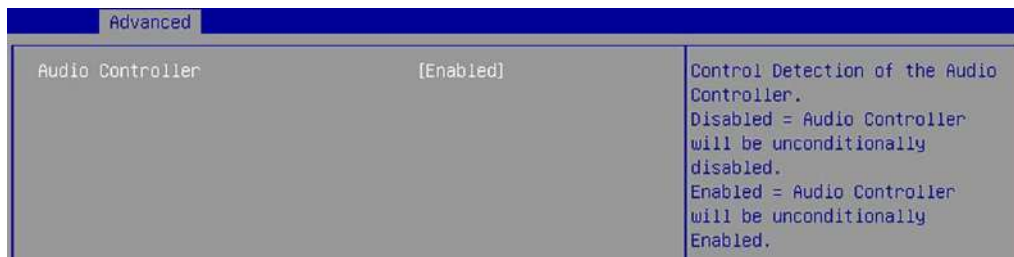 Advanced
Audio Controller [Enabled]
Control Detection of the Audio
Controller.
Disabled = Audio Controller
will be unconditionally
disabled.
Enabled = Audio Controller
will be unconditionally
Enabled.